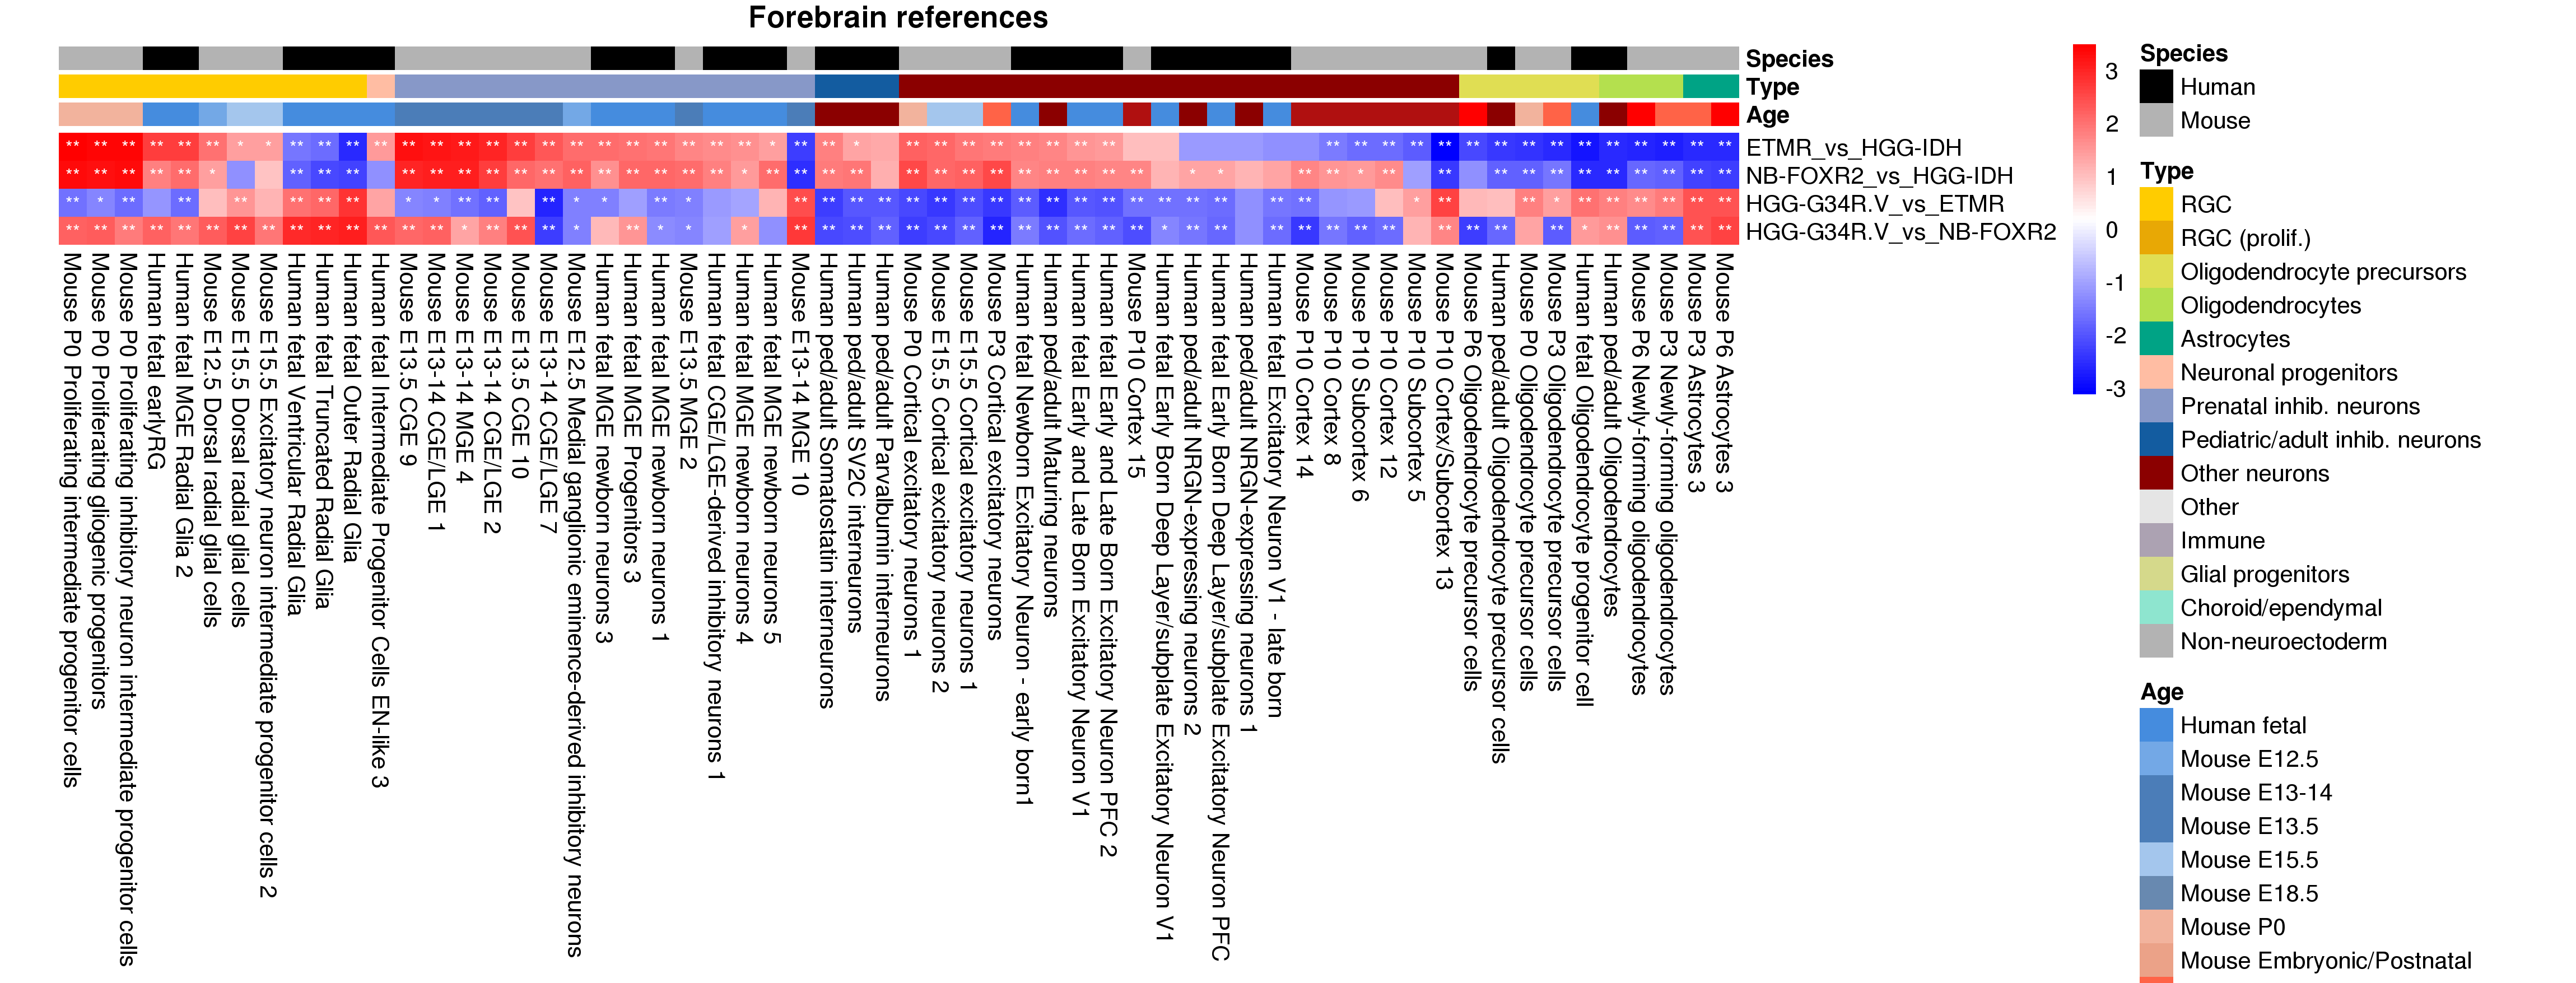 Forebrain references
Species
Type
Age
ETMR_vs_HGG-IDH
NB-FOXR2_vs_HGG-IDH
HGG-G34R.V_vs_ETMR
HGG-G34R.V_vs_NB-FOXR2
** ** ** ** ** ** * * ** ** ** ** ** ** ** ** ** ** ** ** ** ** ** ** ** * ** ** * ** ** ** ** ** ** ** ** ** ** ** ** ** ** ** ** ** ** ** ** ** ** ** **
Mouse P0 Proliferating intermediate progenitor cells
Mouse P0 Proliferating gliogenic progenitors
Mouse P0 Proliferating inhibitory neuron intermediate progenitor cells
Human fetal earlyRG
Human fetal MGE Radial Glia 2
Mouse E12.5 Dorsal radial glial cells
Mouse E15.5 Dorsal radial glial cells
Mouse E15.5 Excitatory neuron intermediate progenitor cells 2
Human fetal Ventricular Radial Glia
Human fetal Truncated Radial Glia
Human fetal Outer Radial Glia
Human fetal Intermediate Progenitor Cells EN-like 3
Mouse E13.5 CGE 9
Mouse E13-14 CGE/LGE 1
Mouse E13-14 MGE 4
Mouse E13-14 CGE/LGE 2
Mouse E13.5 CGE 10
Mouse E13-14 CGE/LGE 7
Mouse E12.5 Medial ganglionic eminence-derived inhibitory neurons
Human fetal MGE newborn neurons 3
Human fetal MGE Progenitors 3
Human fetal MGE newborn neurons 1
Mouse E13.5 MGE 2
Human fetal CGE/LGE-derived inhibitory neurons 1
Human fetal MGE newborn neurons 4
Human fetal MGE newborn neurons 5
Mouse E13-14 MGE 10
Human ped/adult Somatostatin interneurons
Human ped/adult SV2C interneurons
Human ped/adult Parvalbumin interneurons
Mouse P0 Cortical excitatory neurons 1
Mouse E15.5 Cortical excitatory neurons 2
Mouse E15.5 Cortical excitatory neurons 1
Mouse P3 Cortical excitatory neurons
Human fetal Newborn Excitatory Neuron - early born1
Human ped/adult Maturing neurons
Human fetal Early and Late Born Excitatory Neuron V1
Human fetal Early and Late Born Excitatory Neuron PFC 2
Mouse P10 Cortex 15
Human fetal Early Born Deep Layer/subplate Excitatory Neuron V1
Human ped/adult NRGN-expressing neurons 2
Human fetal Early Born Deep Layer/subplate Excitatory Neuron PFC
Human ped/adult NRGN-expressing neurons 1
Human fetal Excitatory Neuron V1 - late born
Mouse P10 Cortex 14
Mouse P10 Cortex 8
Mouse P10 Subcortex 6
Mouse P10 Cortex 12
Mouse P10 Subcortex 5
Mouse P10 Cortex/Subcortex 13
Mouse P6 Oligodendrocyte precursor cells
Human ped/adult Oligodendrocyte precursor cells
Mouse P0 Oligodendrocyte precursor cells
Mouse P3 Oligodendrocyte precursor cells
Human fetal Oligodendrocyte progenitor cell
Human ped/adult Oligodendrocytes
Mouse P6 Newly-forming oligodendrocytes
Mouse P3 Newly-forming oligodendrocytes
Mouse P3 Astrocytes 3
Mouse P6 Astrocytes 3
3
2
1
0
-1
-2
-3
Species
Human
Mouse
Type
RGC
RGC (prolif.)
Oligodendrocyte precursors
Oligodendrocytes
Astrocytes
Neuronal progenitors
Prenatal inhib. neurons
Pediatric/adult inhib. neurons
Other neurons
Other
Immune
Glial progenitors
Choroid/ependymal
Non-neuroectoderm
Age
Human fetal
Mouse E12.5
Mouse E13-14
Mouse E13.5
Mouse E15.5
Mouse E18.5
Mouse P0
Mouse Embryonic/Postnatal